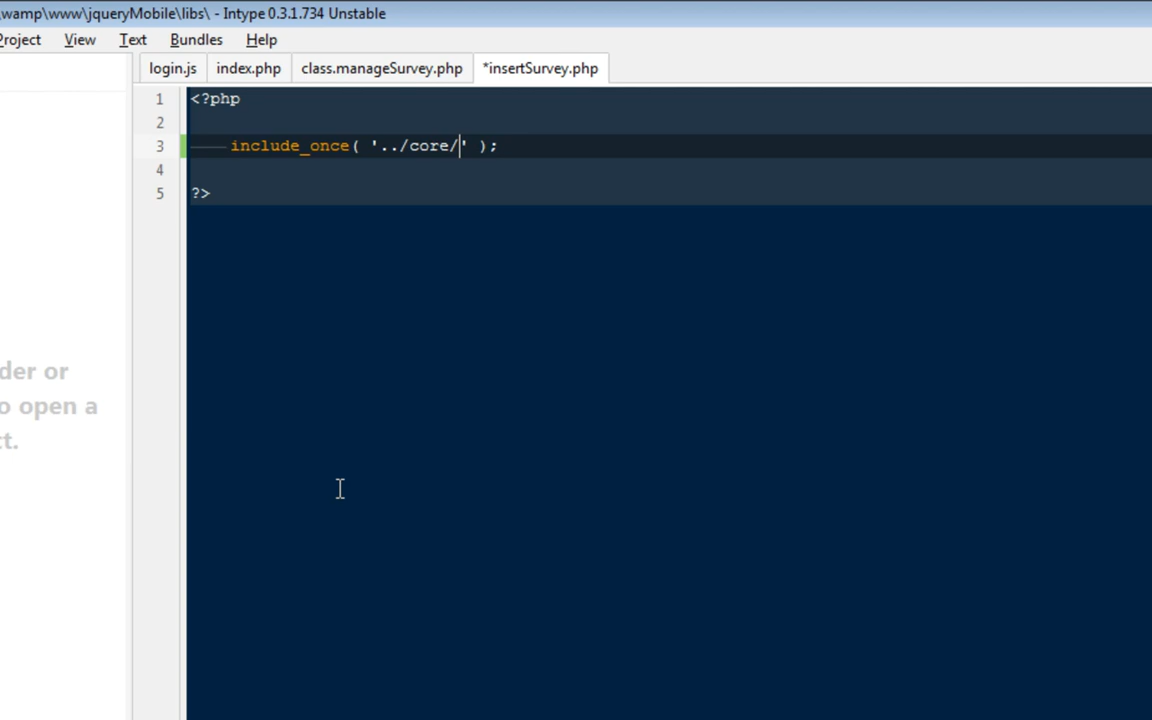 \wamp\www\jqueryMobile\libs\ - Intype 0.3.1.734 Unstable
Project View Text Bundles Help
login.js index.php class.manageSurvey.php *insertSurvey.php
1 <?php
2
3 include_once( '../core/' );
4
5 ?>
der or
o open a
ct.